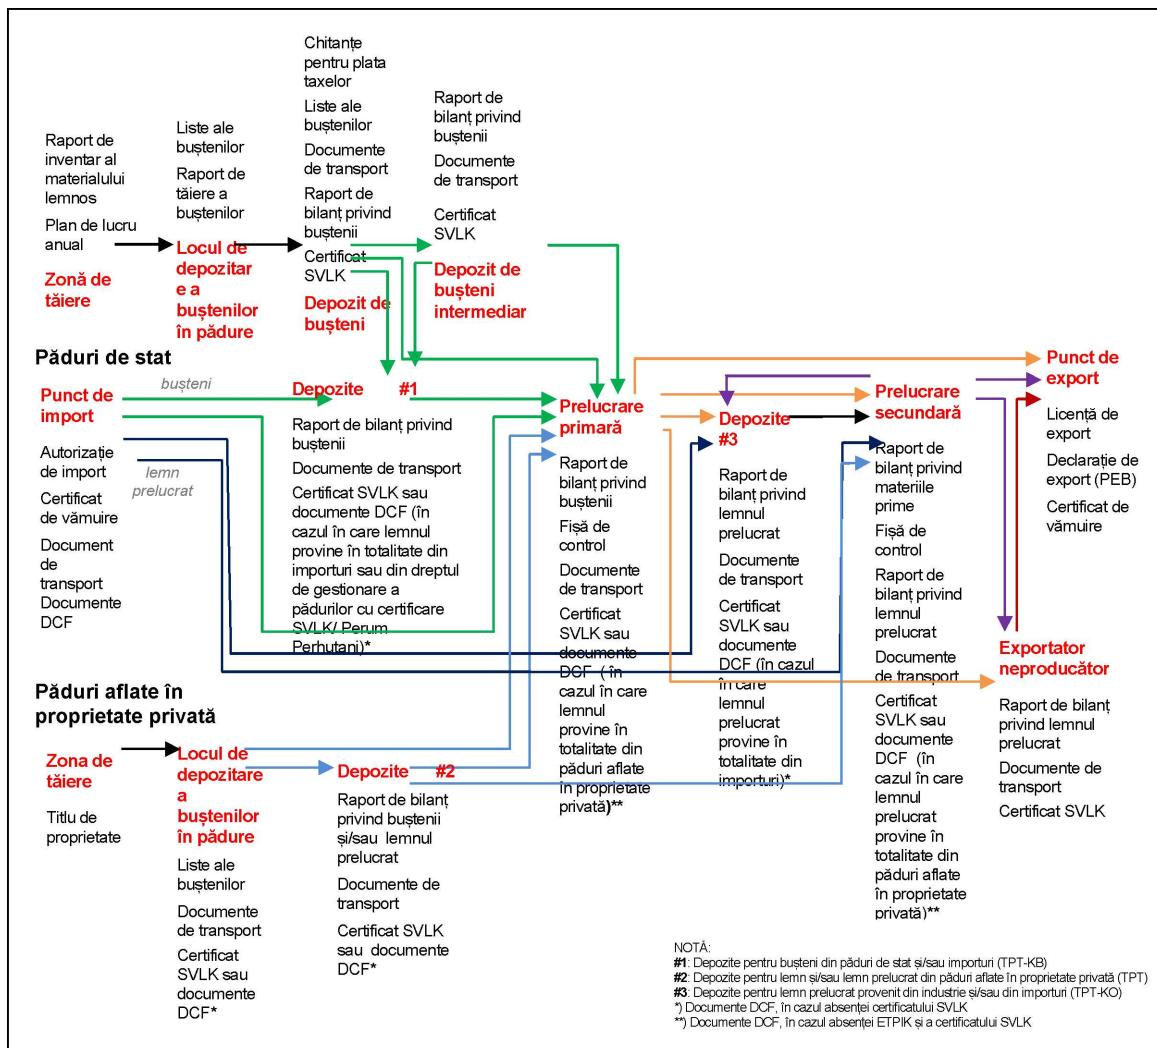 Raport de
inventar al
materialului
lemnos
Plan de lucru
anual
Zonă de
tăiere
Liste ale
buștenilor
Raport de
tăiere a
buștenilor
Locul de
depozitar
e a
buștenilor
în pădure
Chitanțe
pentru plata
taxelor
Liste ale
buștenilor
Documente
de transport
Raport de
bilanț privind
buștenii
Certificat
SVLK
Depozit de
bușteni
Raport de
bilanț privind
buștenii
Documente
de transport
Certificat
SVLK
Depozit de
bușteni
intermediar
Păduri de stat
Punct de
import
bușteni
Autorizație
de import
lemn
prelucrat
Certificat
de vămuire
Document
de
transport
Documente
DCF
Depozite #1
Raport de bilanț privind
buștenii
Documente de transport
Certificat SVLK sau
documente DCF (în
cazul în care lemnul
provine în totalitate din
importuri sau din dreptul
de gestionare a
pădurilor cu certificare
SVLK/ Perum
Perhutani)*
Prelucrare
primară
Raport de
bilanț privind
buștenii
Fișă de
control
Documente
de transport
Certificat
SVLK sau
documente
DCF ( în
cazul în care
lemnul
provine în
totalitate din
păduri aflate
în proprietate
privată)**
Depozite
#3
Raport de
bilanț privind
lemnul
prelucrat
Documente
de transport
Certificat
SVLK sau
documente
DCF (în cazul
în care
lemnul
prelucrat
provine în
totalitate din
importuri)*
Prelucrare
secundară
Raport de
bilanț privind
materiile
prime
Fișă de
control
Raport de
bilanț privind
lemnul
prelucrat
Documente
de transport
Certificat
SVLK sau
documente
DCF (în
cazul în care
lemnul
prelucrat
provine în
totalitate din
păduri aflate
în proprietate
privată)**
Punct de
export
Licență de
export
Declarație de
export (PEB)
Certificat de
vămuire
Exportator
neproducător
Raport de bilanț
privind lemnul
prelucrat
Documente de
transport
Certificat SVLK
Păduri aflate în
proprietate privată
Zona de
tăiere
Titlu de
proprietate
Locul de
depozitare
a
buștenilor
în pădure
Liste ale
buștenilor
Documente
de transport
Certificat
SVLK sau
documente
DCF*
Depozite #2
Raport de bilanț
privind buștenii
și/sau lemnul
prelucrat
Documente de
transport
Certificat SVLK
sau documente
DCF*
NOTĂ:
#1: Depozite pentru bușteni din păduri de stat și/sau importuri (TPT-KB)
#2: Depozite pentru lemn și/sau lemn prelucrat din păduri aflate în proprietate privată (TPT)
#3: Depozite pentru lemn prelucrat provenit din industrie și/sau din importuri (TPT-KO)
*) Documente DCF, în cazul absenței certificatului SVLK
**) Documente DCF, în cazul absenței ETPIK și a certificatului SVLK